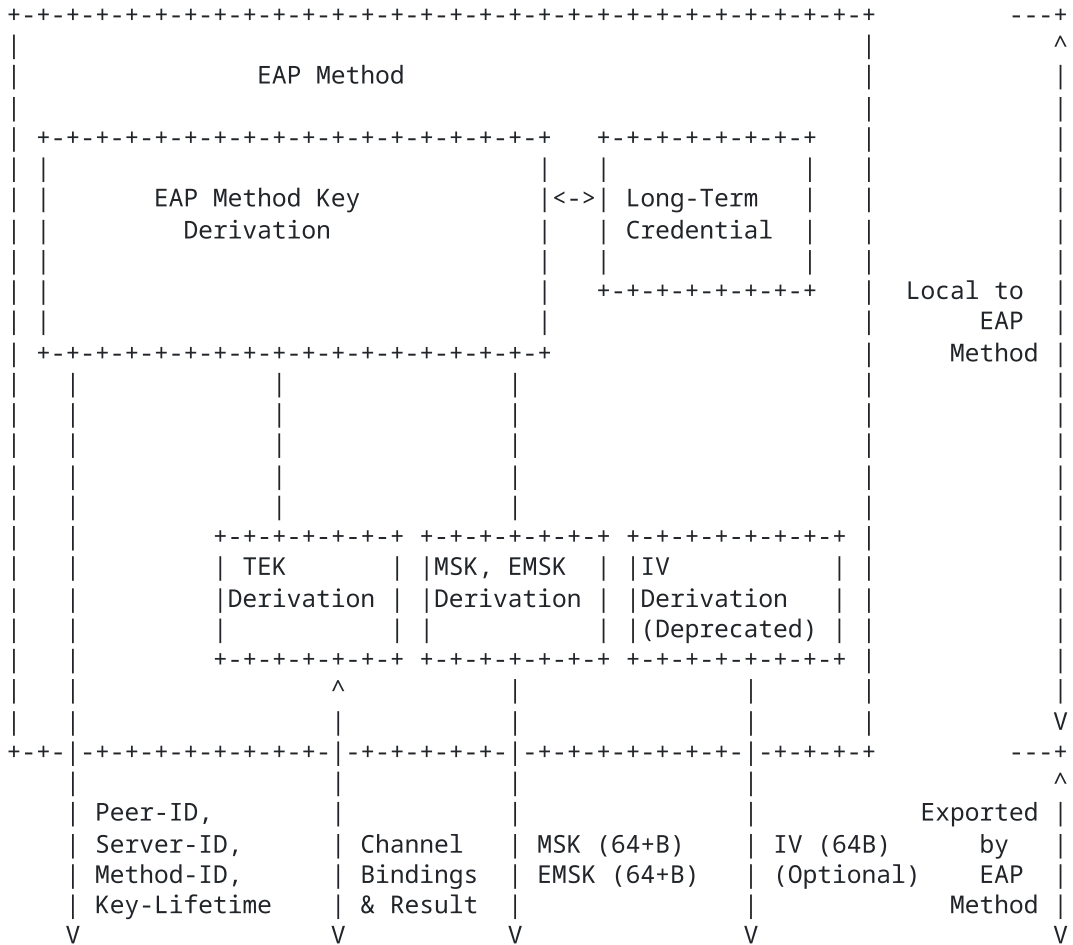 EAP Method
EAP Method Key
Derivation
Long-Term
Credential
Local to
EAP
Method
TEK
Derivation
MSK, EMSK
Derivation
IV
Derivation
(Deprecated)
Peer-ID,
Server-ID,
Method-ID,
Key-Lifetime
Channel
Bindings
& Result
MSK (64+B)
EMSK (64+B)
IV (64B)
(Optional)
Exported
by
EAP
Method